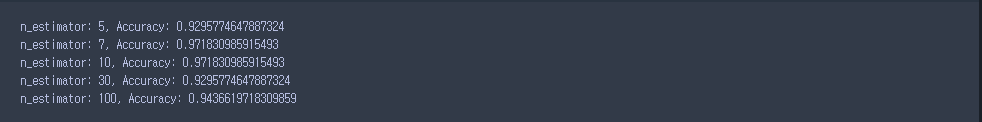 n_estimator: 5, Accuracy: 0.9295774647887324
n_estimator: 7, Accuracy: 0.971830985915493
n_estimator: 10, Accuracy: 0.971830985915493
n_estimator: 30, Accuracy: 0.9295774647887324
n_estimator: 100, Accuracy: 0.9436619718309859